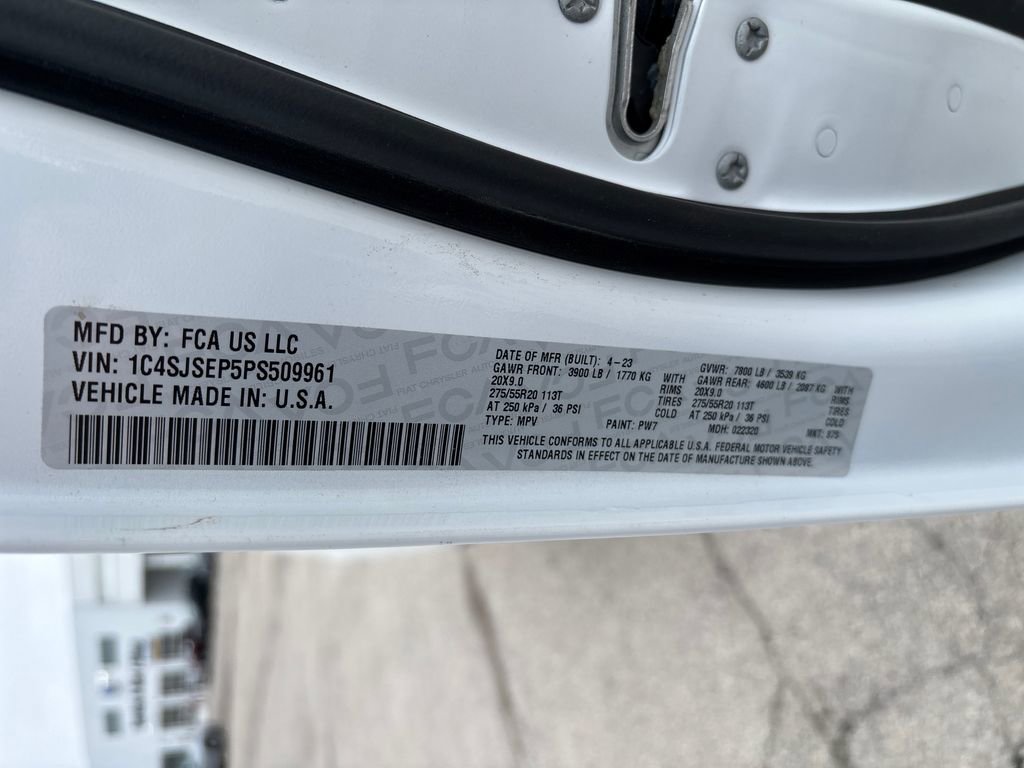 MFD BY: FCA US LLC
VIN: 1C4SJSEP5PS509961
VEHICLE MADE IN: U.S.A.
DATE OF MFR (BUILT): 4-23 GVWR: 7800 LB / 3539 KG
GAWR FRONT: 3900 LB / 1770 KG WITH GAWR REAR: 4600 LB / 2087 KG WITH
20X9.0 RIMS 20X9.0 RIMS
275/55R20 113T TIRES 275/55R20 113T TIRES
AT 250 kPa / 36 PSI COLD AT 250 kPa / 36 PSI COLD
TYPE: MPV PAINT: PW7 MDH: 022320 MKT: 875
THIS VEHICLE CONFORMS TO ALL APPLICABLE U.S.A. FEDERAL MOTOR VEHICLE SAFETY
STANDARDS IN EFFECT ON THE DATE OF MANUFACTURE SHOWN ABOVE.